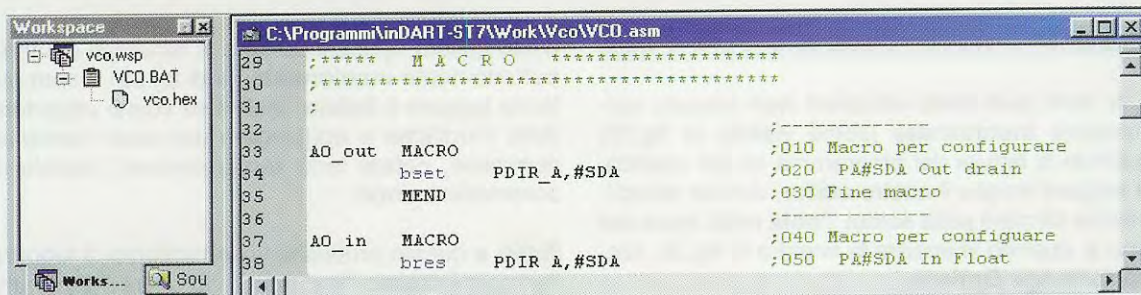 Workspace
vco.wsp
VCO.BAT
vco.hex
Works...
Sou
C:\Programmi\inDART-ST7\Work\Vco\VCO.asm
29 ;***** M A C R O ********************
30 ;****************************************
31
32 ;--------------
33 AO_out MACRO ;010 Macro per configurare
34 bset PDIR_A,#SDA ;020 PA#SDA Out drain
35 MEND ;030 Fine macro
36 ;--------------
37 AO_in MACRO ;040 Macro per configuare
38 bres PDIR_A,#SDA ;050 PA#SDA In Float